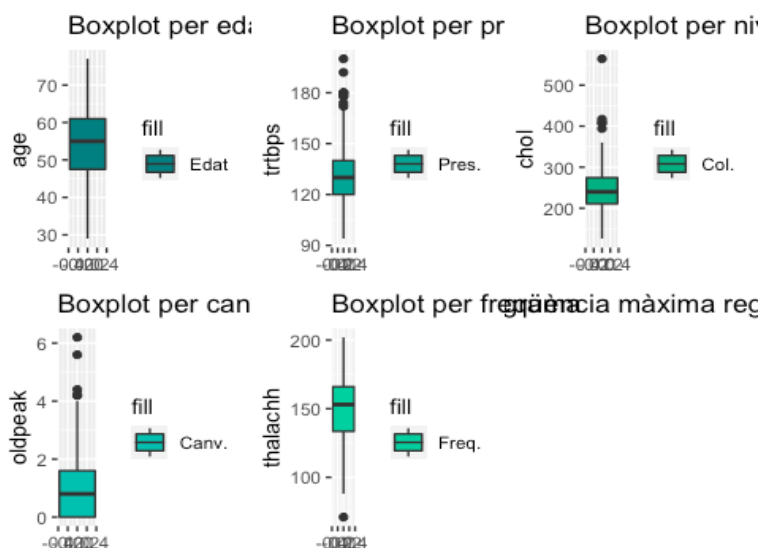 Boxplot per eda
age
70
60
50
40
30
fill
Edat
Boxplot per pr
trtbps
180
150
120
90
fill
Pres.
Boxplot per niv
chol
500
400
300
200
fill
Col.
Boxplot per can
oldpeak
6
4
2
0
fill
Canv.
Boxplot per freqüència màxima reg
thalachh
200
150
100
fill
Freq.